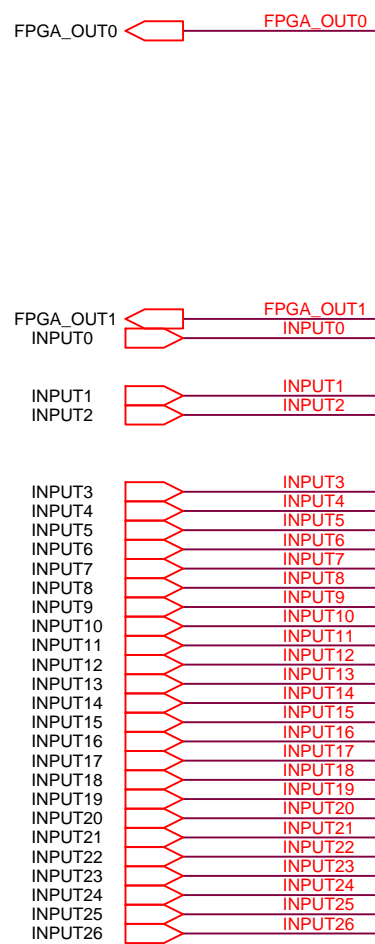 FPGA_OUT0 FPGA_OUT0
FPGA_OUT1 FPGA_OUT1
INPUT0 INPUT0
INPUT1 INPUT1
INPUT2 INPUT2
INPUT3 INPUT3
INPUT4 INPUT4
INPUT5 INPUT5
INPUT6 INPUT6
INPUT7 INPUT7
INPUT8 INPUT8
INPUT9 INPUT9
INPUT10 INPUT10
INPUT11 INPUT11
INPUT12 INPUT12
INPUT13 INPUT13
INPUT14 INPUT14
INPUT15 INPUT15
INPUT16 INPUT16
INPUT17 INPUT17
INPUT18 INPUT18
INPUT19 INPUT19
INPUT20 INPUT20
INPUT21 INPUT21
INPUT22 INPUT22
INPUT23 INPUT23
INPUT24 INPUT24
INPUT25 INPUT25
INPUT26 INPUT26